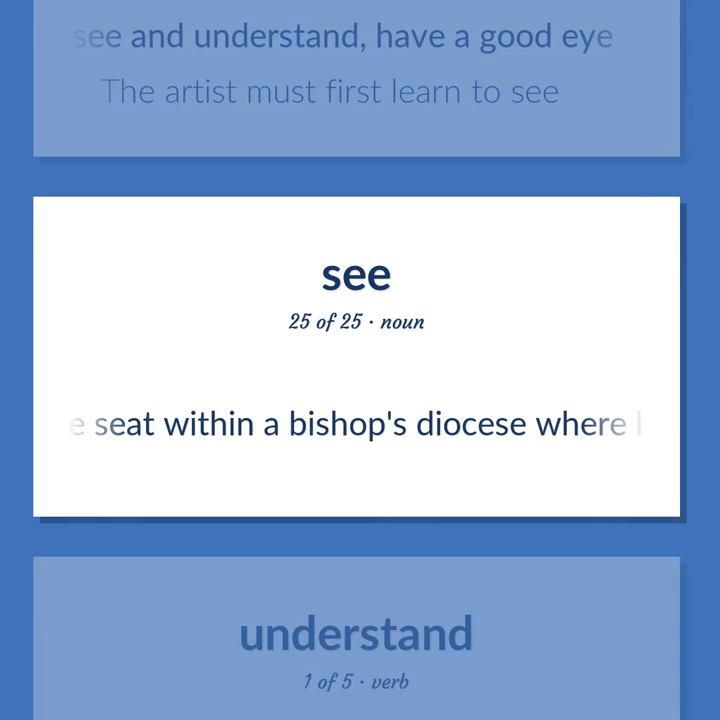 see and understand, have a good eye
The artist must first learn to see
see
25 of 25 · noun
seat within a bishop's diocese where
understand
1 of 5 · verb